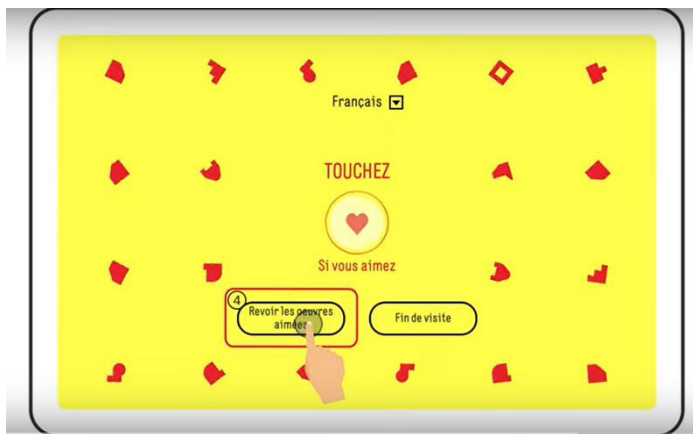 Français
TOUCHEZ
Si vous aimez
4
Revoir les oeuvres
aimées
Fin de visite